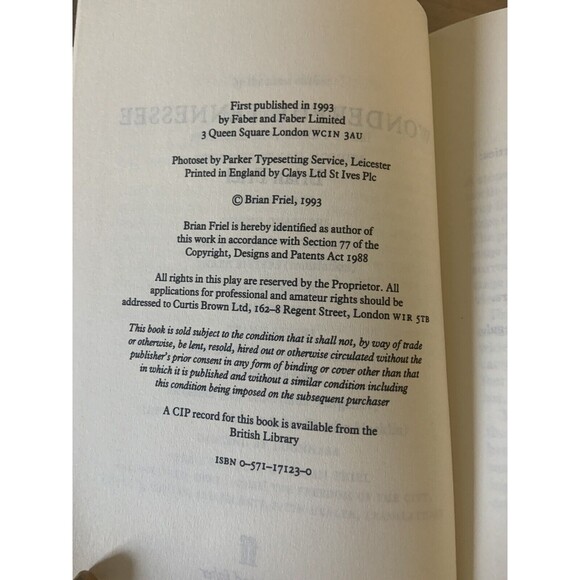 First published in 1993
by Faber and Faber Limited
3 Queen Square London WC1N 3AU
Photoset by Parker Typesetting Service, Leicester
Printed in England by Clays Ltd St Ives Plc
© Brian Friel, 1993
Brian Friel is hereby identified as author of
this work in accordance with Section 77 of the
Copyright, Designs and Patents Act 1988
All rights in this play are reserved by the Proprietor. All
applications for professional and amateur rights should be
addressed to Curtis Brown Ltd, 162–8 Regent Street, London W1R 5TB
This book is sold subject to the condition that it shall not, by way of trade
or otherwise, be lent, resold, hired out or otherwise circulated without the
publisher's prior consent in any form of binding or cover other than that
in which it is published and without a similar condition including
this condition being imposed on the subsequent purchaser
A CIP record for this book is available from the
British Library
ISBN 0–571–17123–0